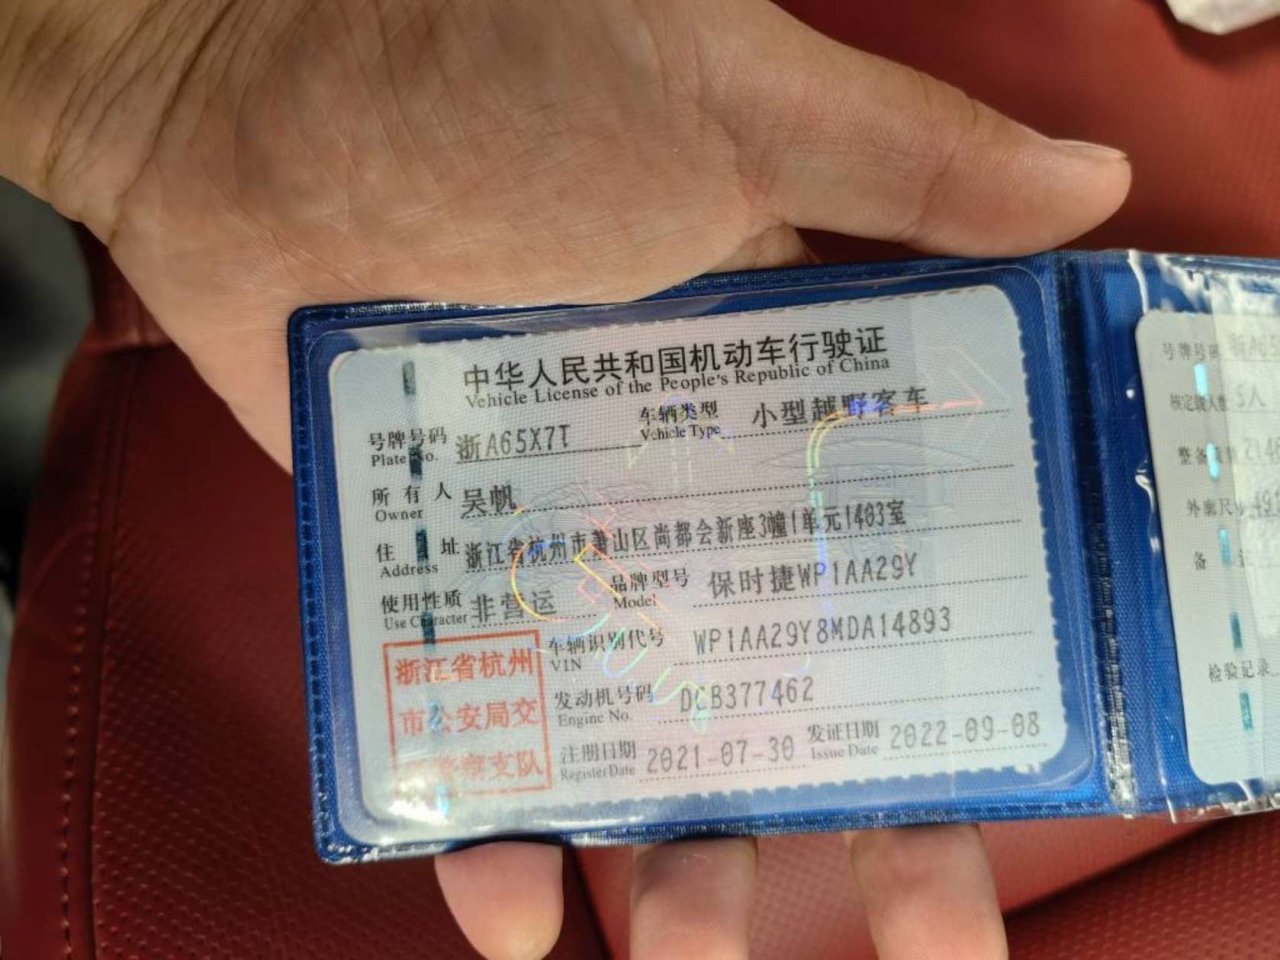 中华人民共和国机动车行驶证
Vehicle License of the People's Republic of China
号牌号码 浙A65X7T 车辆类型 小型越野客车
Plate No. Vehicle Type
所有人 吴帆
Owner
住址 浙江省杭州市萧山区尚都会新座3幢1单元1403室
Address
使用性质 非营运 品牌型号 保时捷WP1AA29Y
Use Character Model
车辆识别代号 WP1AA29Y8MDA14893
VIN
发动机号码 DCB377462
Engine No.
注册日期 2021-07-30 发证日期 2022-09-08
Register Date Issue Date
浙江省杭州
市公安局交
警察支队
号牌号码
核定载人数 5人
整备质量
外廓尺寸
备
检验记录